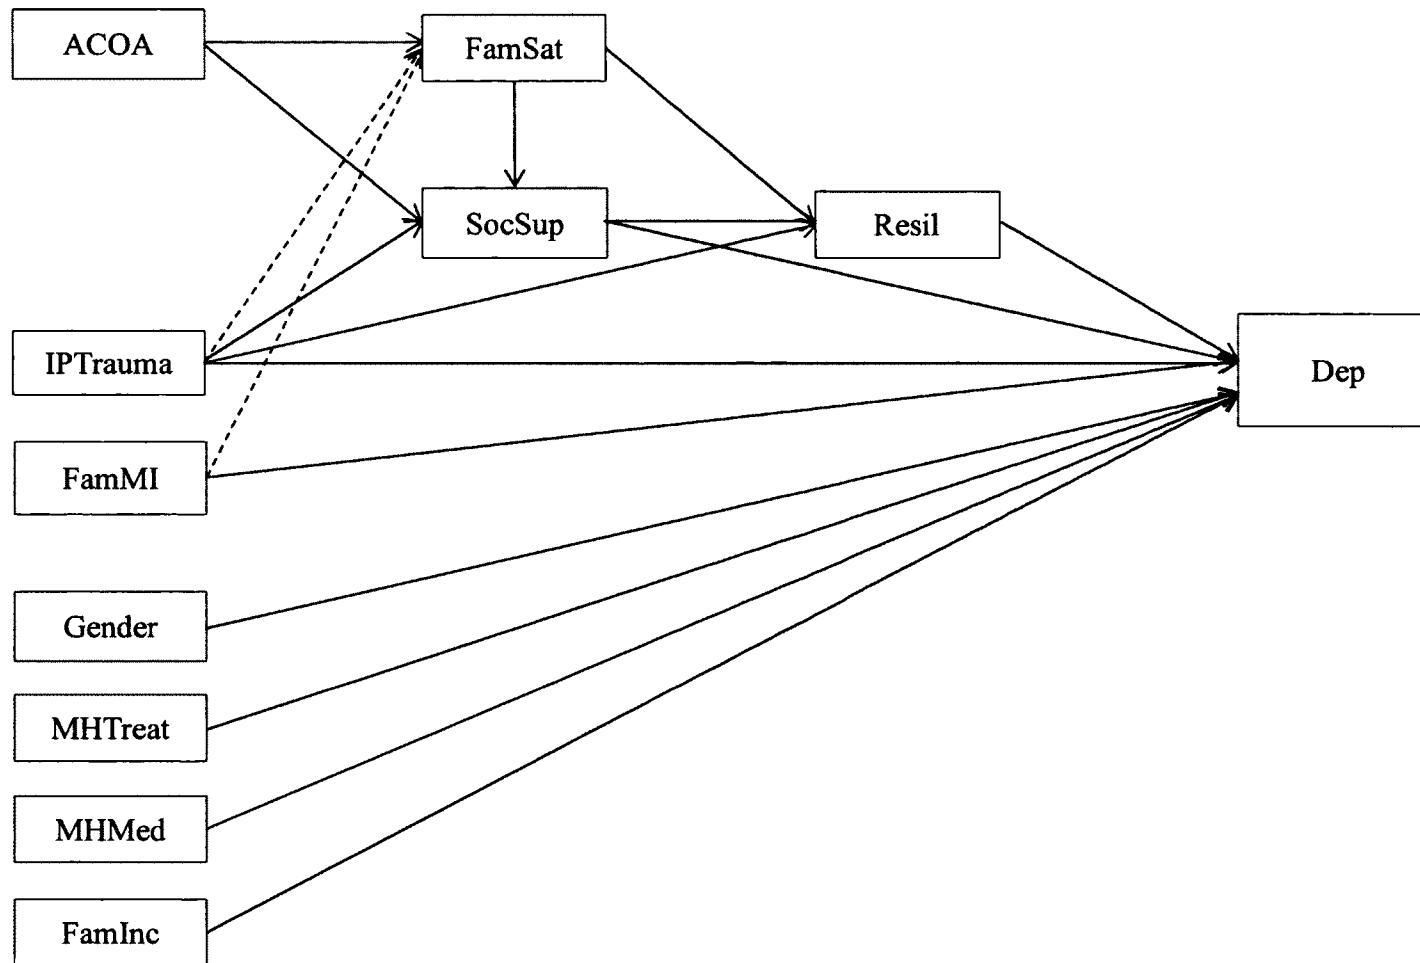 ACOA
FamSat
SocSup
Resil
IPTrauma
Dep
FamMI
Gender
MHTreat
MHMed
FamInc